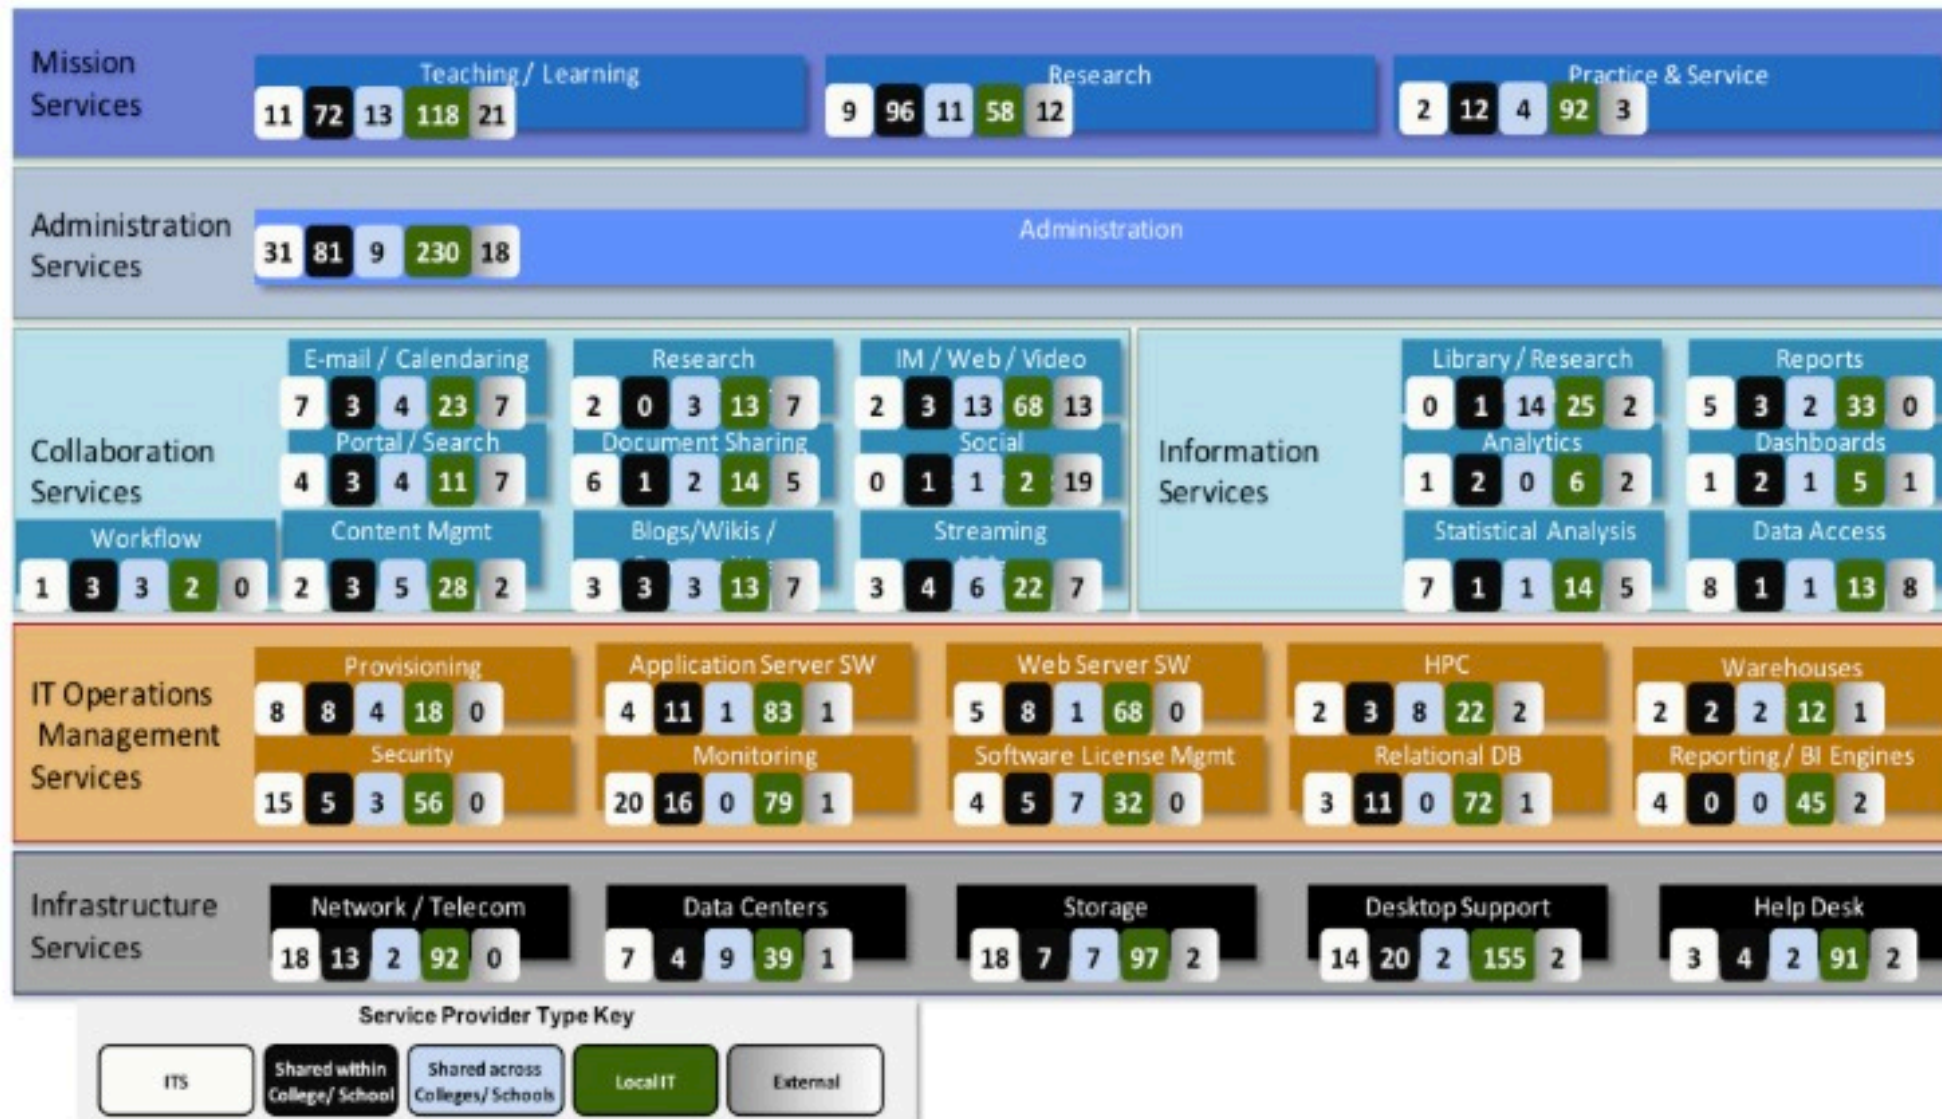 Mission
Services
Teaching / Learning
11 72 13 118 21
Research
9 96 11 58 12
Practice & Service
2 12 4 92 3
Administration
Services
Administration
31 81 9 230 18
Collaboration
Services
E-mail / Calendaring
7 3 4 23 7
Research
2 0 3 13 7
IM / Web / Video
2 3 13 68 13
Portal / Search
4 3 4 11 7
Document Sharing
6 1 2 14 5
Social
0 1 1 2 19
Workflow
1 3 3 2 0
Content Mgmt
2 3 5 28 2
Blogs/Wikis /
3 3 3 13 7
Streaming
3 4 6 22 7
Information
Services
Library / Research
0 1 14 25 2
Reports
5 3 2 33 0
Analytics
1 2 0 6 2
Dashboards
1 2 1 5 1
Statistical Analysis
7 1 1 14 5
Data Access
8 1 1 13 8
IT Operations
Management
Services
Provisioning
8 8 4 18 0
Application Server SW
4 11 1 83 1
Web Server SW
5 8 1 68 0
HPC
2 3 8 22 2
Warehouses
2 2 2 12 1
Security
15 5 3 56 0
Monitoring
20 16 0 79 1
Software License Mgmt
4 5 7 32 0
Relational DB
3 11 0 72 1
Reporting / BI Engines
4 0 0 45 2
Infrastructure
Services
Network / Telecom
18 13 2 92 0
Data Centers
7 4 9 39 1
Storage
18 7 7 97 2
Desktop Support
14 20 2 155 2
Help Desk
3 4 2 91 2
Service Provider Type Key
ITS
Shared within
College/ School
Shared across
Colleges/ Schools
Local IT
External